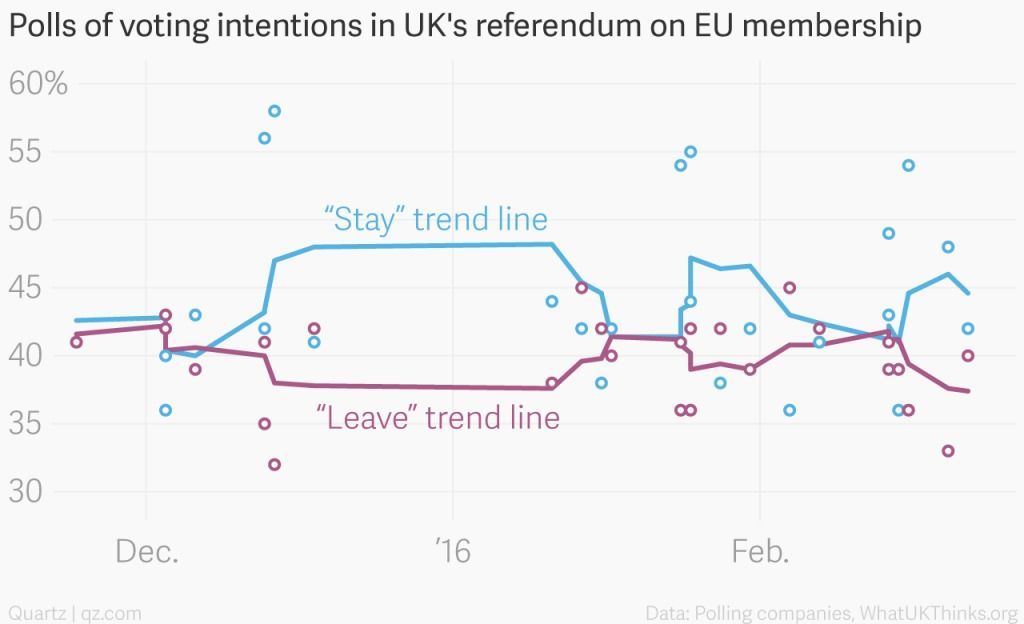 Polls of voting intentions in UK's referendum on EU membership
60%
55
50
“Stay” trend line
45
40
35
“Leave” trend line
30
Dec.
’16
Feb.
Quartz | qz.com
Data: Polling companies, WhatUKThinks.org